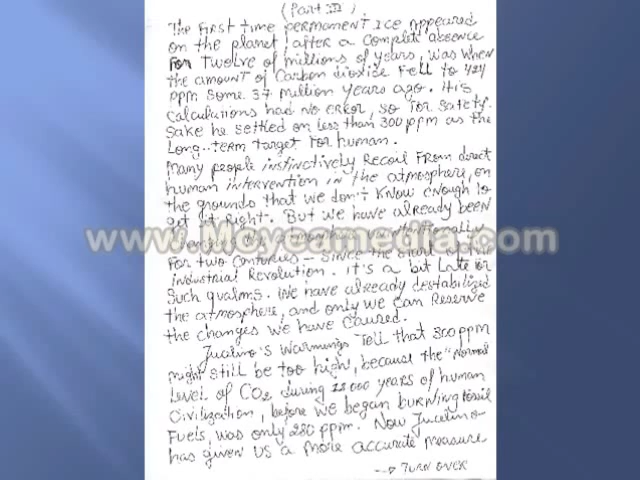 (Part III).
The First time permament Ice appeared
on the planet, after a complete absence
For Twelve of millions of years, was when
the amount of Carbon dioxide Fell to 424
ppm some 37 million years ago. His
calculations had no error, so for safety
sake he settled on less than 300 ppm as the
Long-term target For human.
Many people instinctively Recoil From direct
human intervention in the atmosphere, on
the grounds that we don't know enough to
get it Right. But we have already been
www.Moyeamedia.com
For two centuries - Since the start
industrial Revolution. It's a bit Late for
Such qualms. We have already destabilized
the atmosphere, and only we can Reserve
the changes we have caused.
Jucelino's Warnings Tell that 300 ppm
might still be too high, because the "Normal
Level of CO2 during years of human
Civilization, before we began burning Fossil
Fuels, was only 280 ppm. Now Jucelino
has given us a more accurate measure
TURN OVER